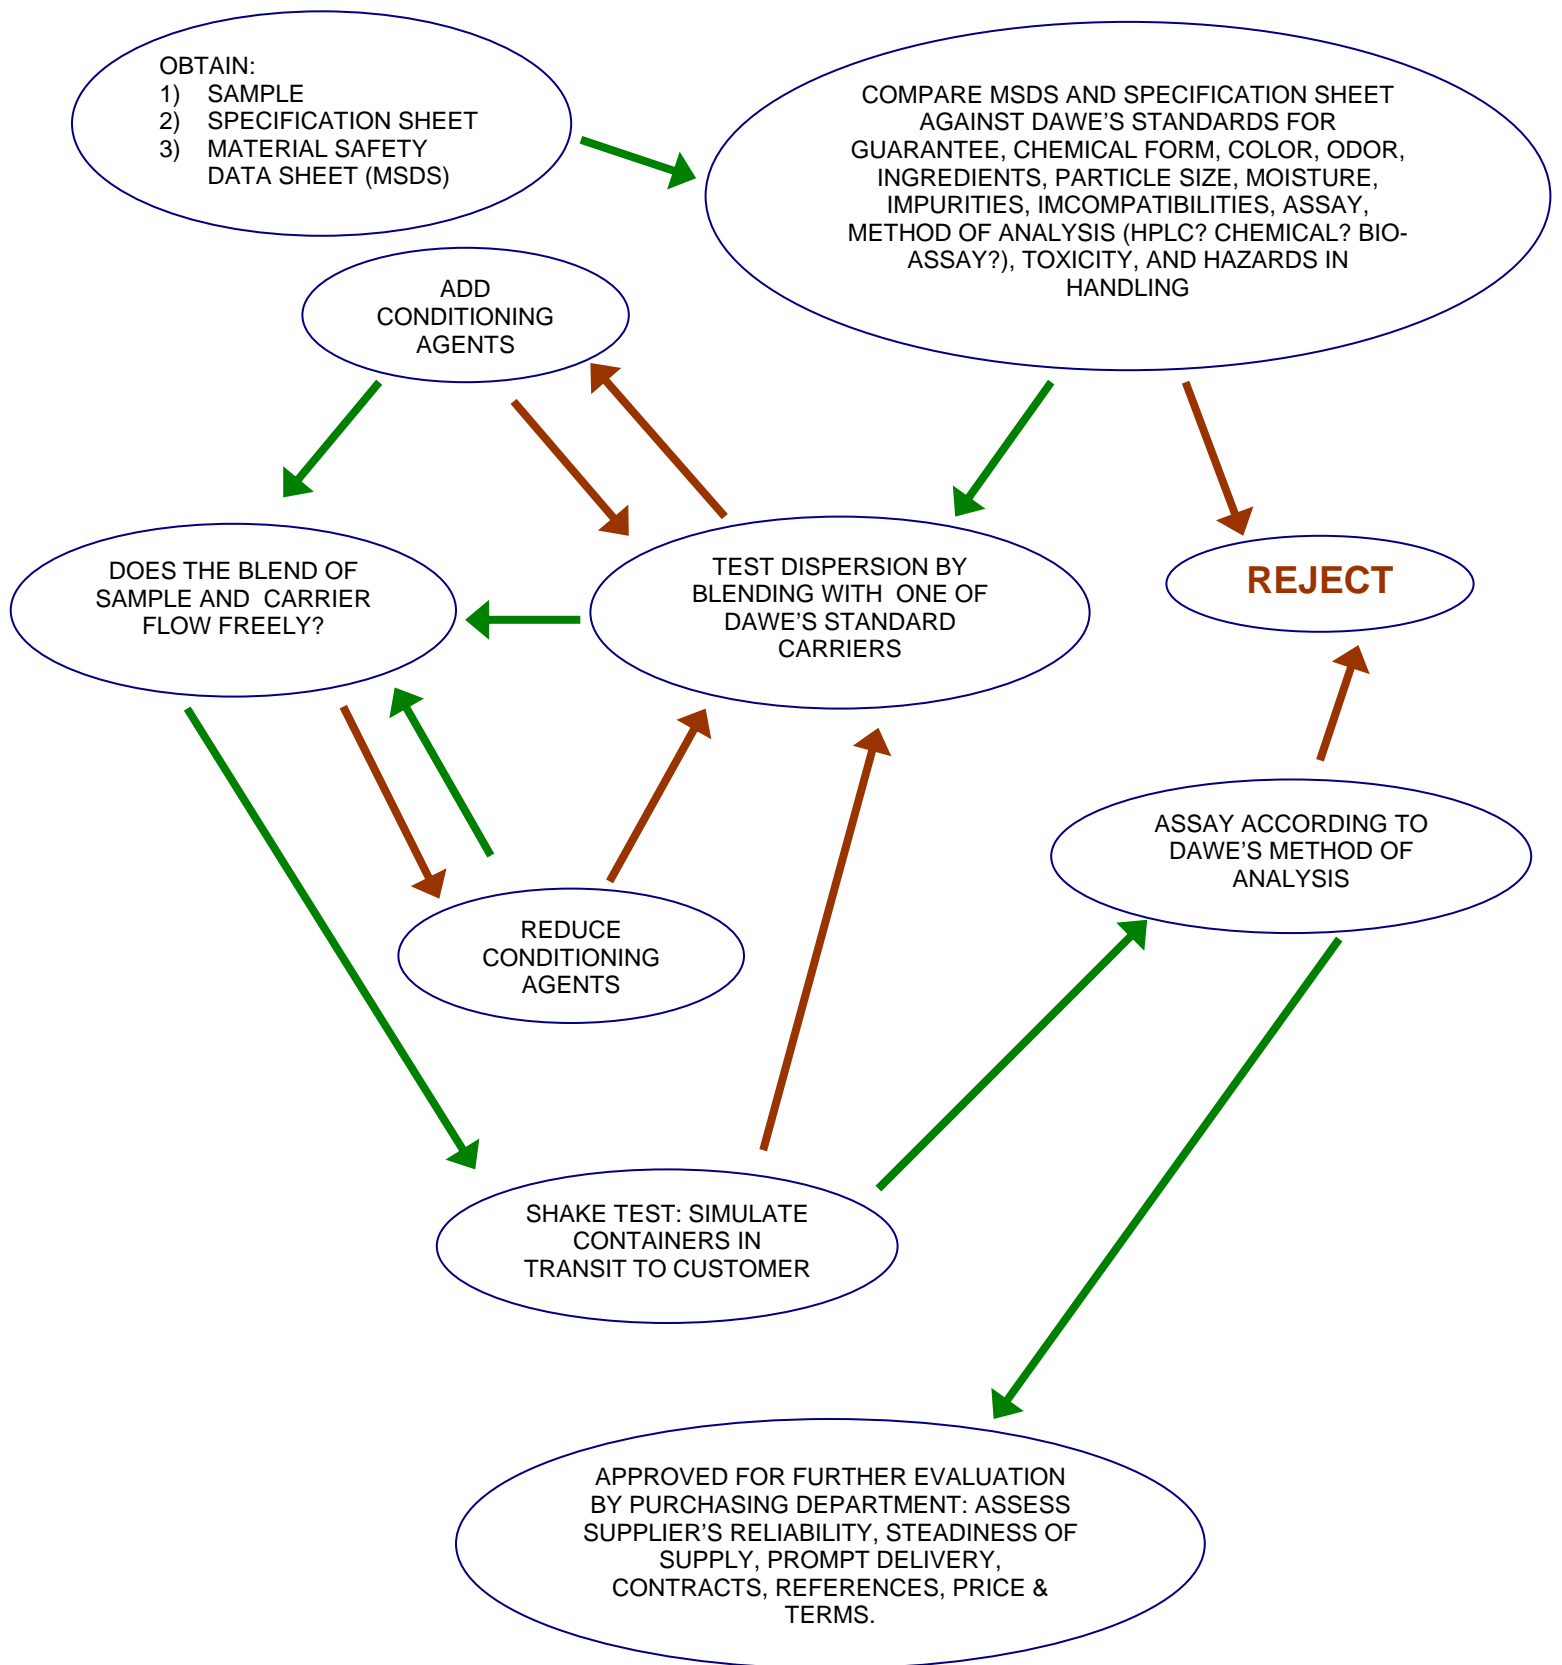 OBTAIN:
1) SAMPLE
2) SPECIFICATION SHEET
3) MATERIAL SAFETY
DATA SHEET (MSDS)
COMPARE MSDS AND SPECIFICATION SHEET
AGAINST DAWE’S STANDARDS FOR
GUARANTEE, CHEMICAL FORM, COLOR, ODOR,
INGREDIENTS, PARTICLE SIZE, MOISTURE,
IMPURITIES, IMCOMPATIBILITIES, ASSAY,
METHOD OF ANALYSIS (HPLC? CHEMICAL? BIO-
ASSAY?), TOXICITY, AND HAZARDS IN
HANDLING
ADD
CONDITIONING
AGENTS
DOES THE BLEND OF
SAMPLE AND CARRIER
FLOW FREELY?
TEST DISPERSION BY
BLENDING WITH ONE OF
DAWE’S STANDARD
CARRIERS
REJECT
ASSAY ACCORDING TO
DAWE’S METHOD OF
ANALYSIS
REDUCE
CONDITIONING
AGENTS
SHAKE TEST: SIMULATE
CONTAINERS IN
TRANSIT TO CUSTOMER
APPROVED FOR FURTHER EVALUATION
BY PURCHASING DEPARTMENT: ASSESS
SUPPLIER’S RELIABILITY, STEADINESS OF
SUPPLY, PROMPT DELIVERY,
CONTRACTS, REFERENCES, PRICE &
TERMS.